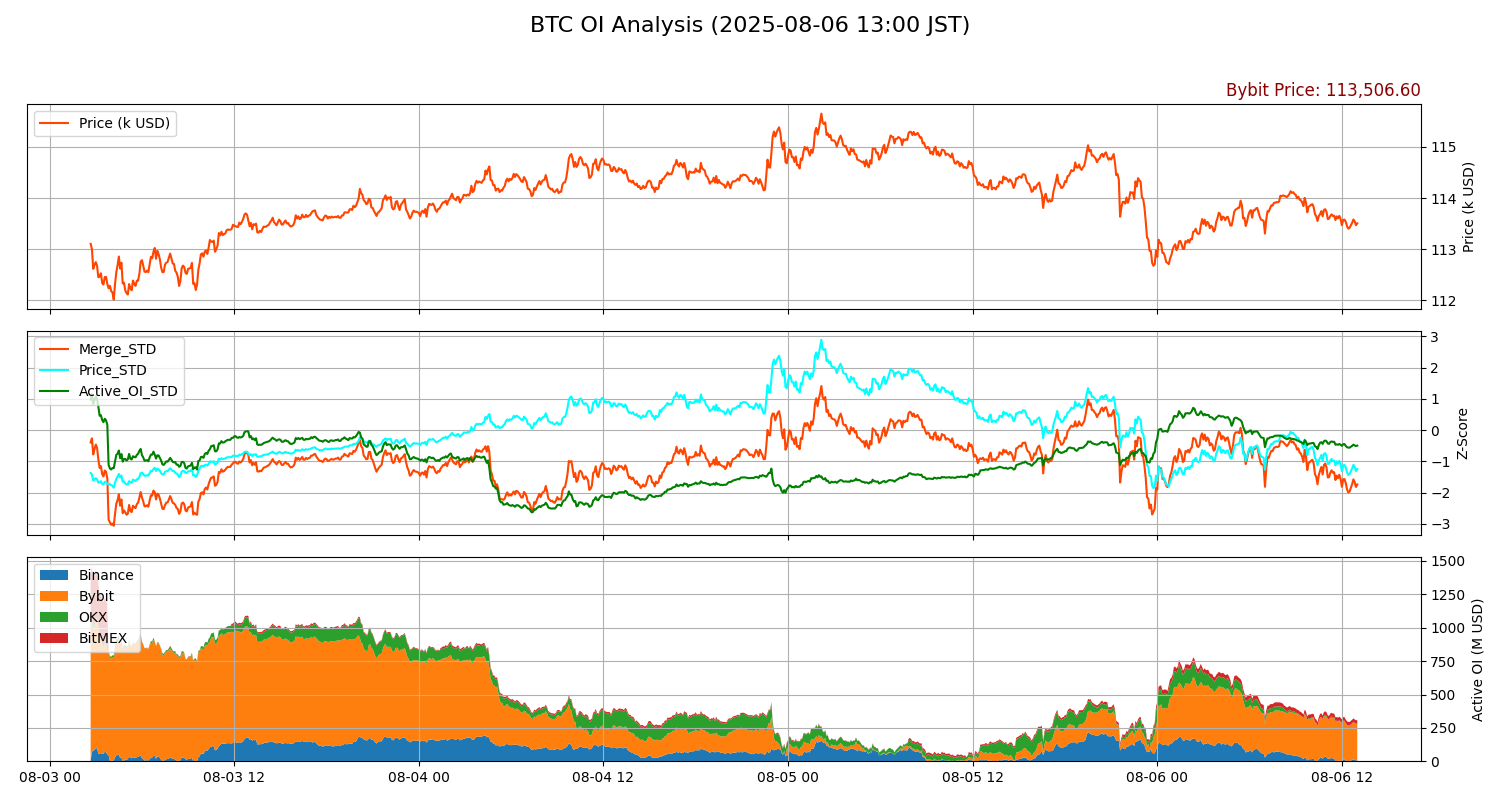 BTC OI Analysis (2025-08-06 13:00 JST)
Bybit Price: 113,506.60
Price (k USD)
115
114
113
112
Price (k USD)
Merge_STD
Price_STD
Active_OI_STD
3
2
1
0
−1
−2
−3
Z-Score
Binance
Bybit
OKX
BitMEX
1500
1250
1000
750
500
250
0
Active OI (M USD)
08-03 00
08-03 12
08-04 00
08-04 12
08-05 00
08-05 12
08-06 00
08-06 12